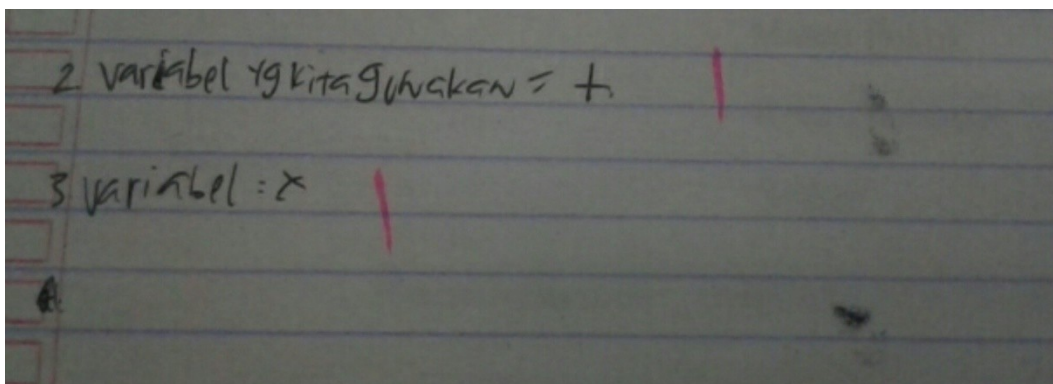 2 variabel yg kita gunakan = t.
3 variabel : x